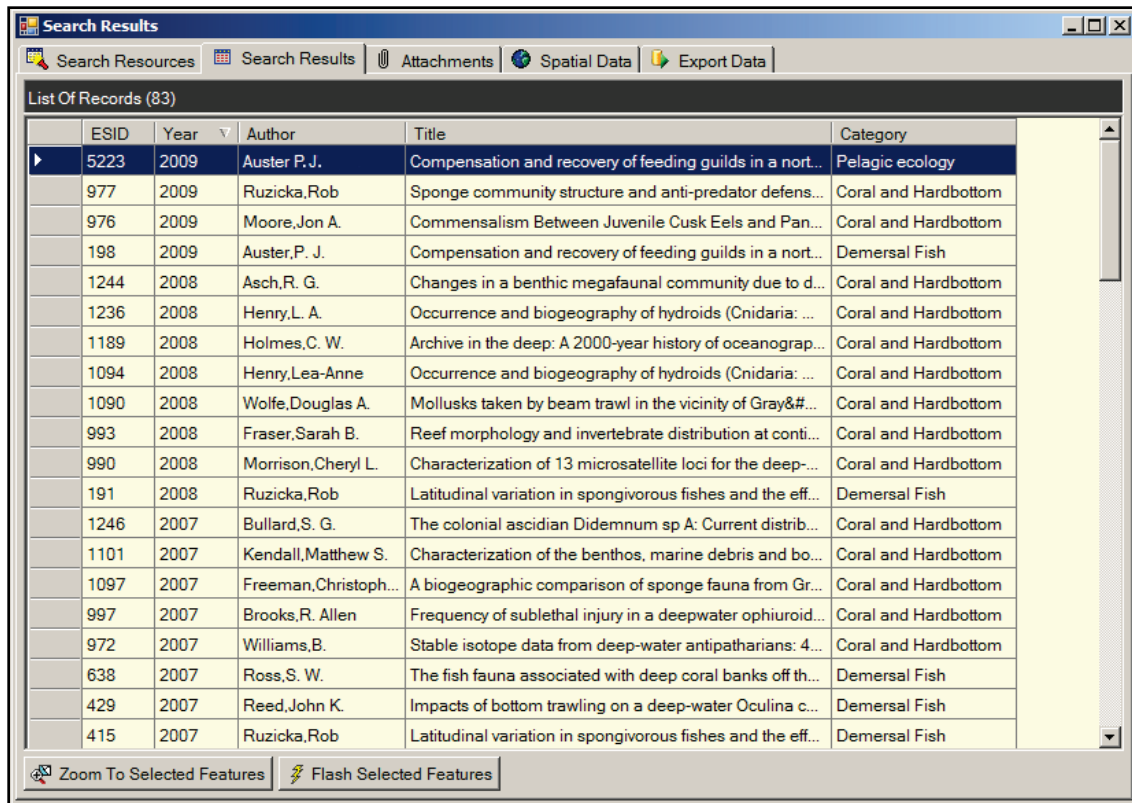 Search Results
Search Resources Search Results Attachments Spatial Data Export Data
List Of Records (83)
ESID Year Author Title Category
5223 2009 Auster P.J. Compensation and recovery of feeding guilds in a nort... Pelagic ecology
977 2009 Ruzicka,Rob Sponge community structure and anti-predator defens... Coral and Hardbottom
976 2009 Moore,Jon A. Commensalism Between Juvenile Cusk Eels and Pan... Coral and Hardbottom
198 2009 Auster,P. J. Compensation and recovery of feeding guilds in a nort... Demersal Fish
1244 2008 Asch,R. G. Changes in a benthic megafaunal community due to d... Coral and Hardbottom
1236 2008 Henry,L. A. Occurrence and biogeography of hydroids (Cnidaria: ... Coral and Hardbottom
1189 2008 Holmes,C. W. Archive in the deep: A 2000-year history of oceanograp... Coral and Hardbottom
1094 2008 Henry,Lea-Anne Occurrence and biogeography of hydroids (Cnidaria: ... Coral and Hardbottom
1090 2008 Wolfe,Douglas A. Mollusks taken by beam trawl in the vicinity of Gray&#... Coral and Hardbottom
993 2008 Fraser,Sarah B. Reef morphology and invertebrate distribution at conti... Coral and Hardbottom
990 2008 Morrison,Cheryl L. Characterization of 13 microsatellite loci for the deep-... Coral and Hardbottom
191 2008 Ruzicka,Rob Latitudinal variation in spongivorous fishes and the eff... Demersal Fish
1246 2007 Bullard,S. G. The colonial ascidian Didemnum sp A: Current distrib... Coral and Hardbottom
1101 2007 Kendall,Matthew S. Characterization of the benthos, marine debris and bo... Coral and Hardbottom
1097 2007 Freeman,Christoph... A biogeographic comparison of sponge fauna from Gr... Coral and Hardbottom
997 2007 Brooks,R. Allen Frequency of sublethal injury in a deepwater ophiuroid... Coral and Hardbottom
972 2007 Williams,B. Stable isotope data from deep-water antipatharians: 4... Coral and Hardbottom
638 2007 Ross,S. W. The fish fauna associated with deep coral banks off th... Demersal Fish
429 2007 Reed,John K. Impacts of bottom trawling on a deep-water Oculina c... Demersal Fish
415 2007 Ruzicka,Rob Latitudinal variation in spongivorous fishes and the eff... Demersal Fish
Zoom To Selected Features Flash Selected Features